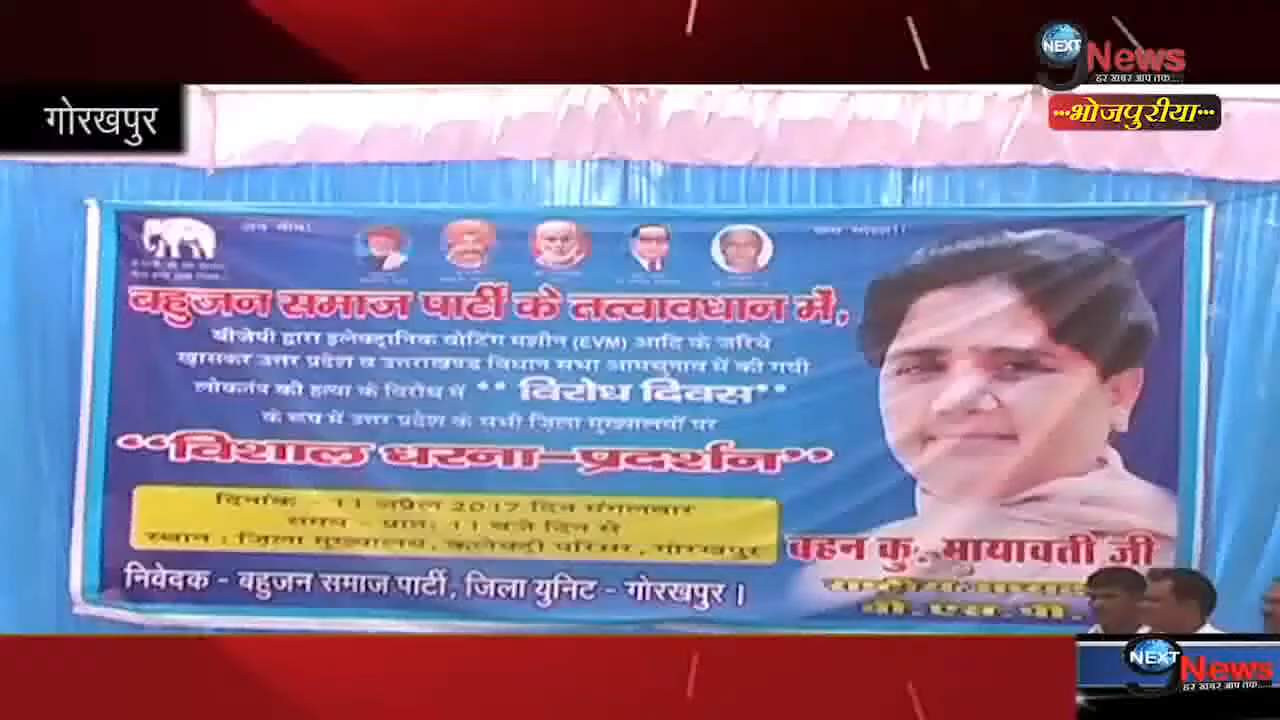 NEXT
9 News
हर खबर आप तक....
...भोजपुरीया...
गोरखपुर
बहुजन समाज पार्टी के तत्वावधान में,
बीजेपी द्वारा इलेक्ट्रानिक वोटिंग मशीन (EVM) आदि के जरिये
खासकर उत्तर प्रदेश व उत्तराखण्ड विधान सभा आमचुनाव में की गयी
लोकतंत्र की हत्या के विरोध में " विरोध दिवस"
के रूप में उत्तर प्रदेश के सभी जिला मुख्यालयों पर
"विशाल धरना-प्रदर्शन"
दिनांक - 11 अप्रैल 2017 दिन मंगलवार
समय - प्रातः 11 बजे दिन से
स्थान : जिला मुख्यालय, कलेक्ट्री परिसर, गोरखपुर
बहन कु. मायावती जी
बी. एस. पी.
निवेदक - बहुजन समाज पार्टी, जिला युनिट - गोरखपुर।
NEXT
9 News
हर खबर आप तक.....